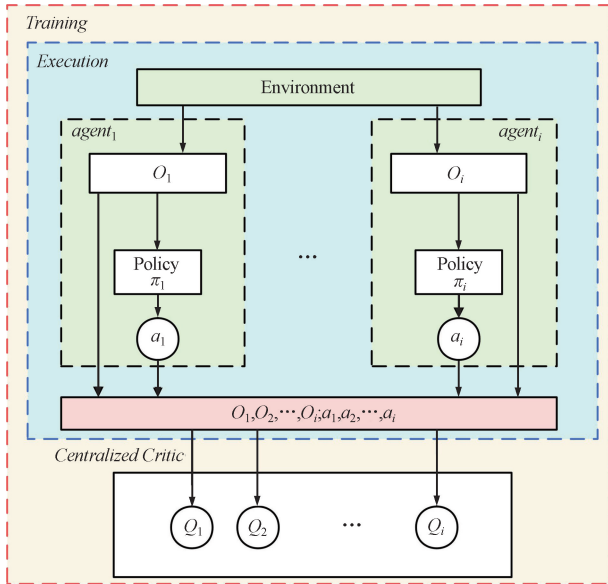 Training
Execution
Environment
agent₁
agentᵢ
O₁
Oᵢ
Policy
π₁
Policy
πᵢ
...
a₁
aᵢ
O₁,O₂,···,Oᵢ;a₁,a₂,···,aᵢ
Centralized Critic
Q₁
Q₂
...
Qᵢ